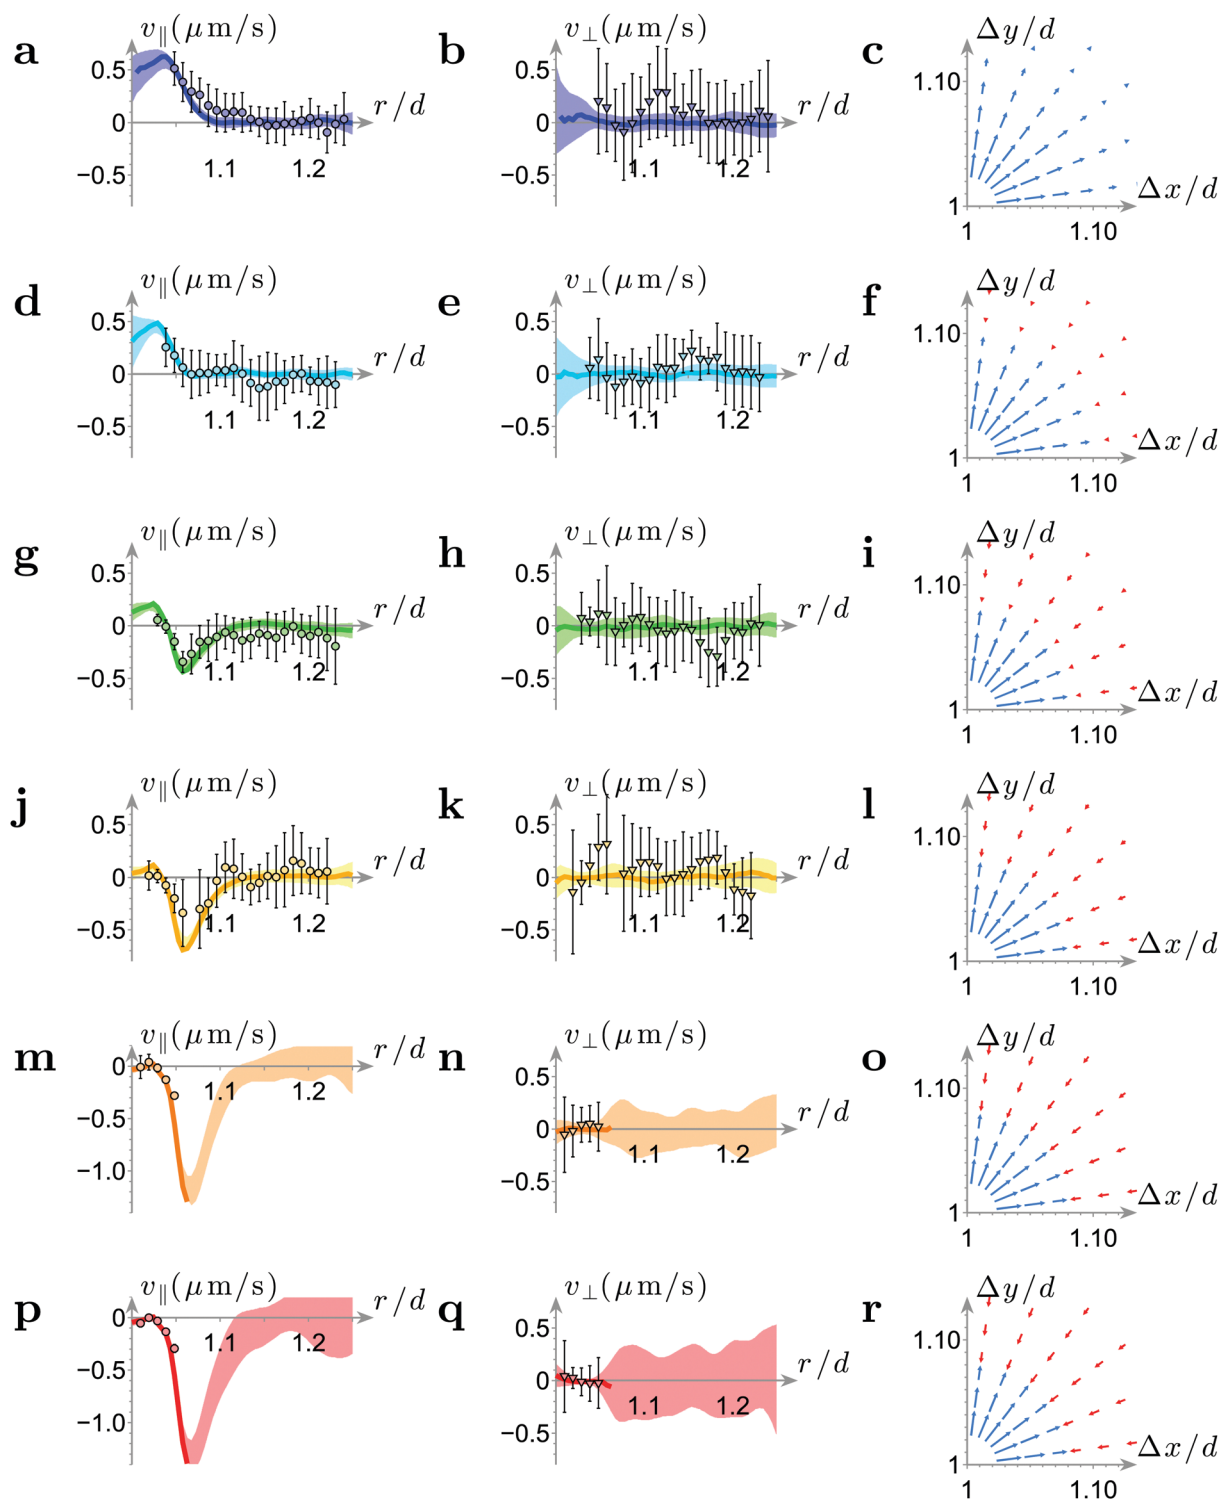 a
v∥(μm/s)
0.5
0
−0.5
1.1
1.2
r/d
b
v⊥(μm/s)
0.5
0
−0.5
1.1
1.2
r/d
c
Δy/d
1.10
1
1
1.10
Δx/d
d
v∥(μm/s)
0.5
0
−0.5
1.1
1.2
r/d
e
v⊥(μm/s)
0.5
0
−0.5
1.1
1.2
r/d
f
Δy/d
1.10
1
1
1.10
Δx/d
g
v∥(μm/s)
0.5
0
−0.5
1.1
1.2
r/d
h
v⊥(μm/s)
0.5
0
−0.5
1.1
1.2
r/d
i
Δy/d
1.10
1
1
1.10
Δx/d
j
v∥(μm/s)
0.5
0
−0.5
1.1
1.2
r/d
k
v⊥(μm/s)
0.5
0
−0.5
1.1
1.2
r/d
l
Δy/d
1.10
1
1
1.10
Δx/d
m
v∥(μm/s)
0
−0.5
−1.0
1.1
1.2
r/d
n
v⊥(μm/s)
0.5
0
−0.5
1.1
1.2
r/d
o
Δy/d
1.10
1
1
1.10
Δx/d
p
v∥(μm/s)
0
−0.5
−1.0
1.1
1.2
r/d
q
v⊥(μm/s)
0.5
0
−0.5
1.1
1.2
r/d
r
Δy/d
1.10
1
1
1.10
Δx/d